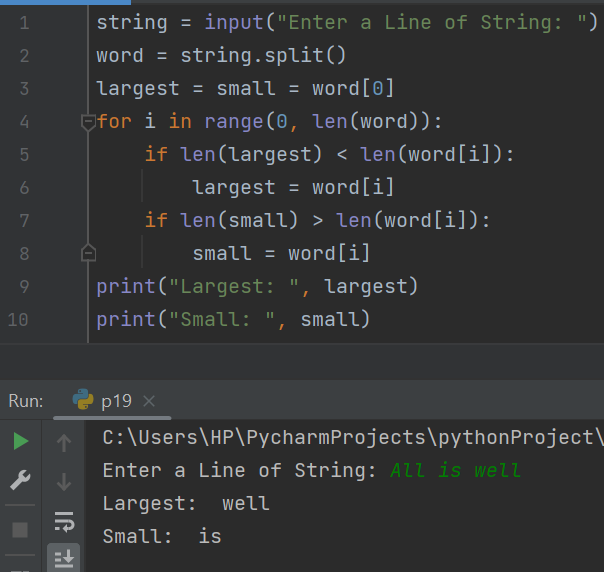 1 string = input("Enter a Line of String: ")
2 word = string.split()
3 largest = small = word[0]
4 for i in range(0, len(word)):
5     if len(largest) < len(word[i]):
6         largest = word[i]
7     if len(small) > len(word[i]):
8         small = word[i]
9 print("Largest: ", largest)
10 print("Small: ", small)
Run: p19
C:\Users\HP\PycharmProjects\pythonProject\
Enter a Line of String: All is well
Largest:  well
Small:  is